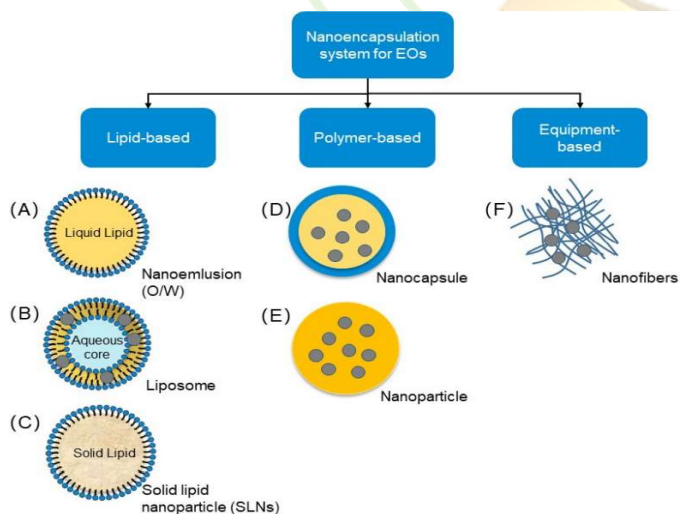 Nanoencapsulation
system for EOs
Lipid-based
Polymer-based
Equipment-
based
(A)
Liquid Lipid
Nanoemlusion
(O/W)
(B)
Aqueous
core
Liposome
(C)
Solid Lipid
Solid lipid
nanoparticle (SLNs)
(D)
Nanocapsule
(E)
Nanoparticle
(F)
Nanofibers